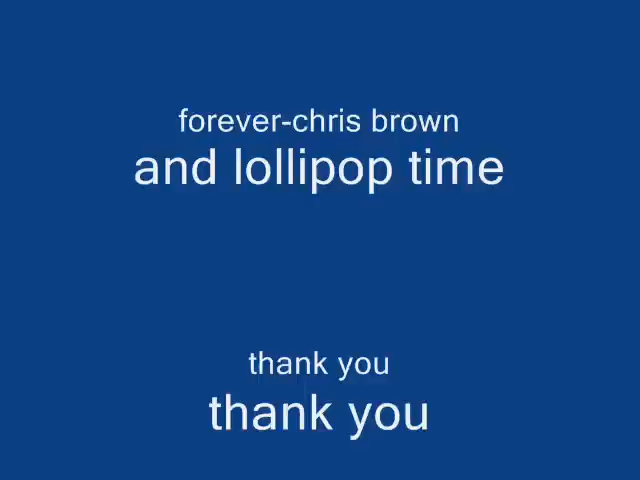 forever-chris brown
and lollipop time
thank you
thank you